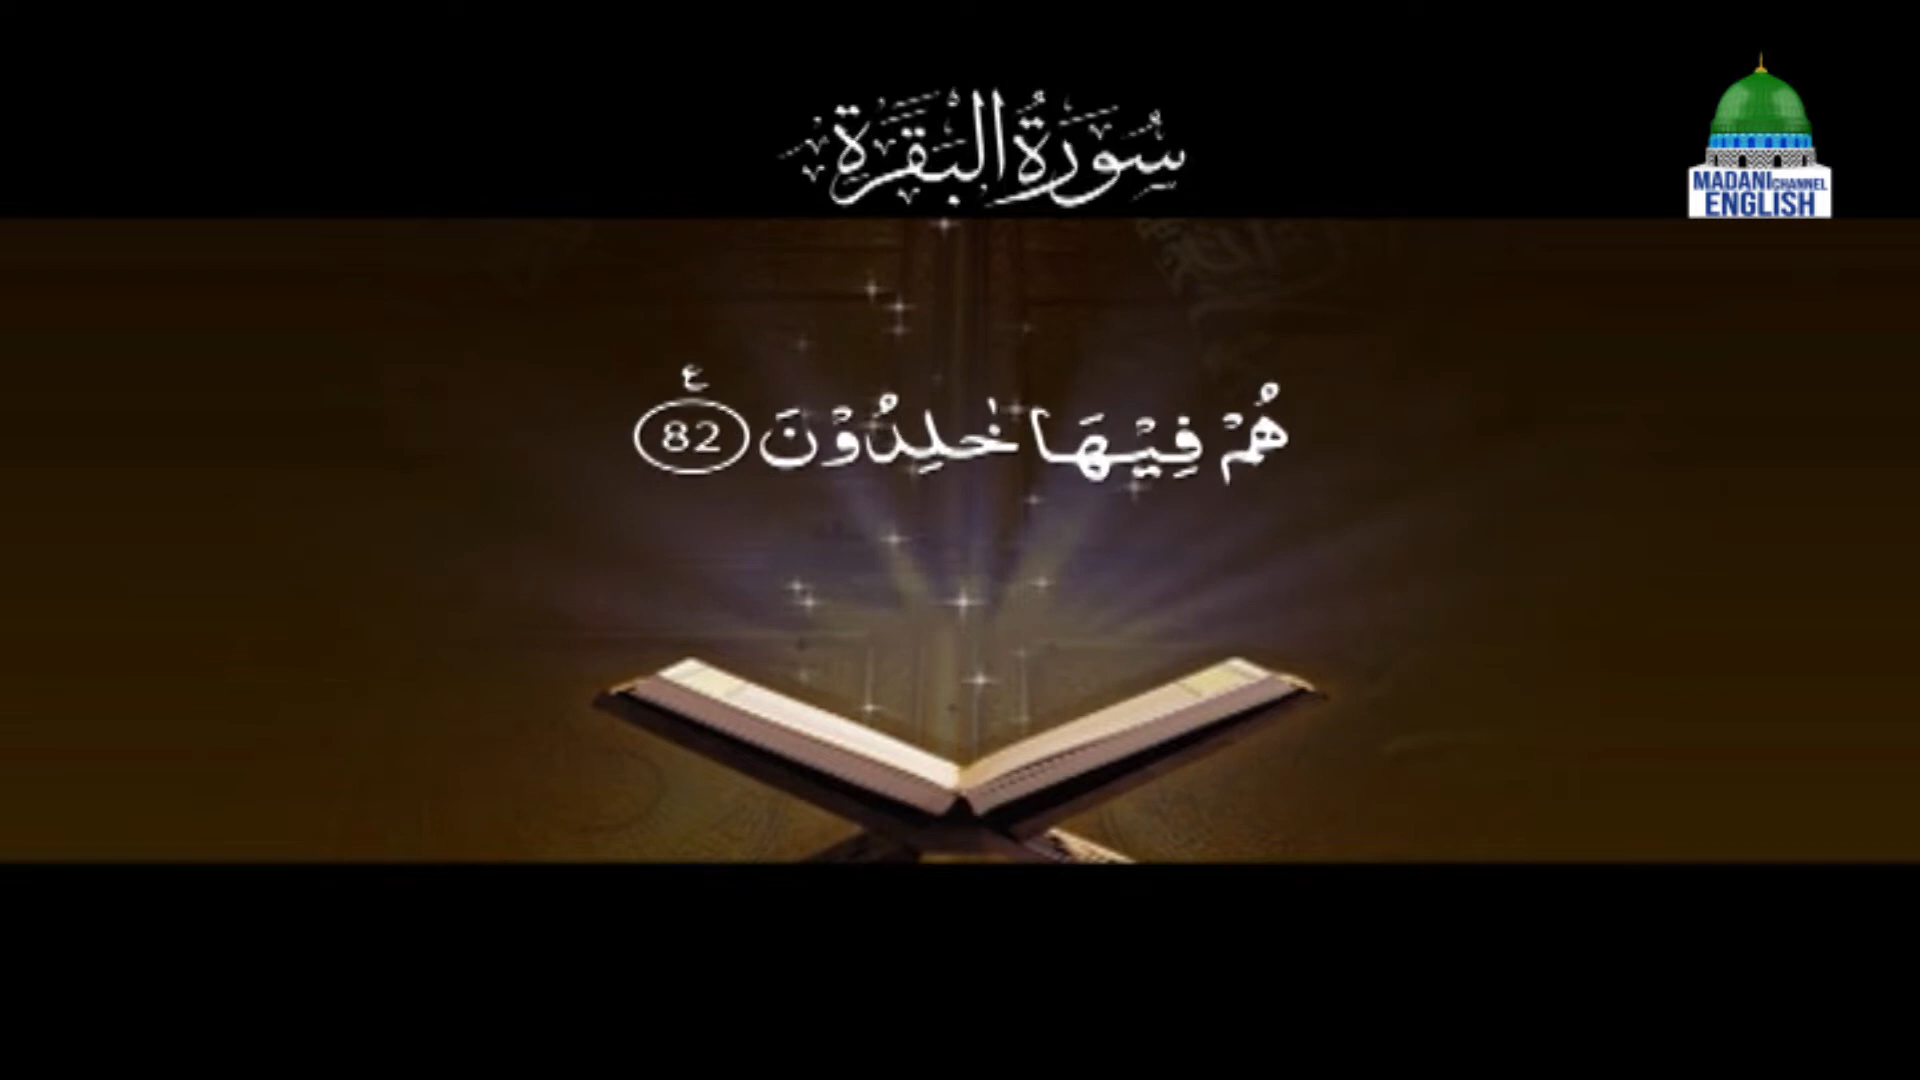 سُوْرَةُ الْبَقَرَة
MADANI CHANNEL
ENGLISH
هُمْ فِيْهَا خٰلِدُوْنَ 82 ع